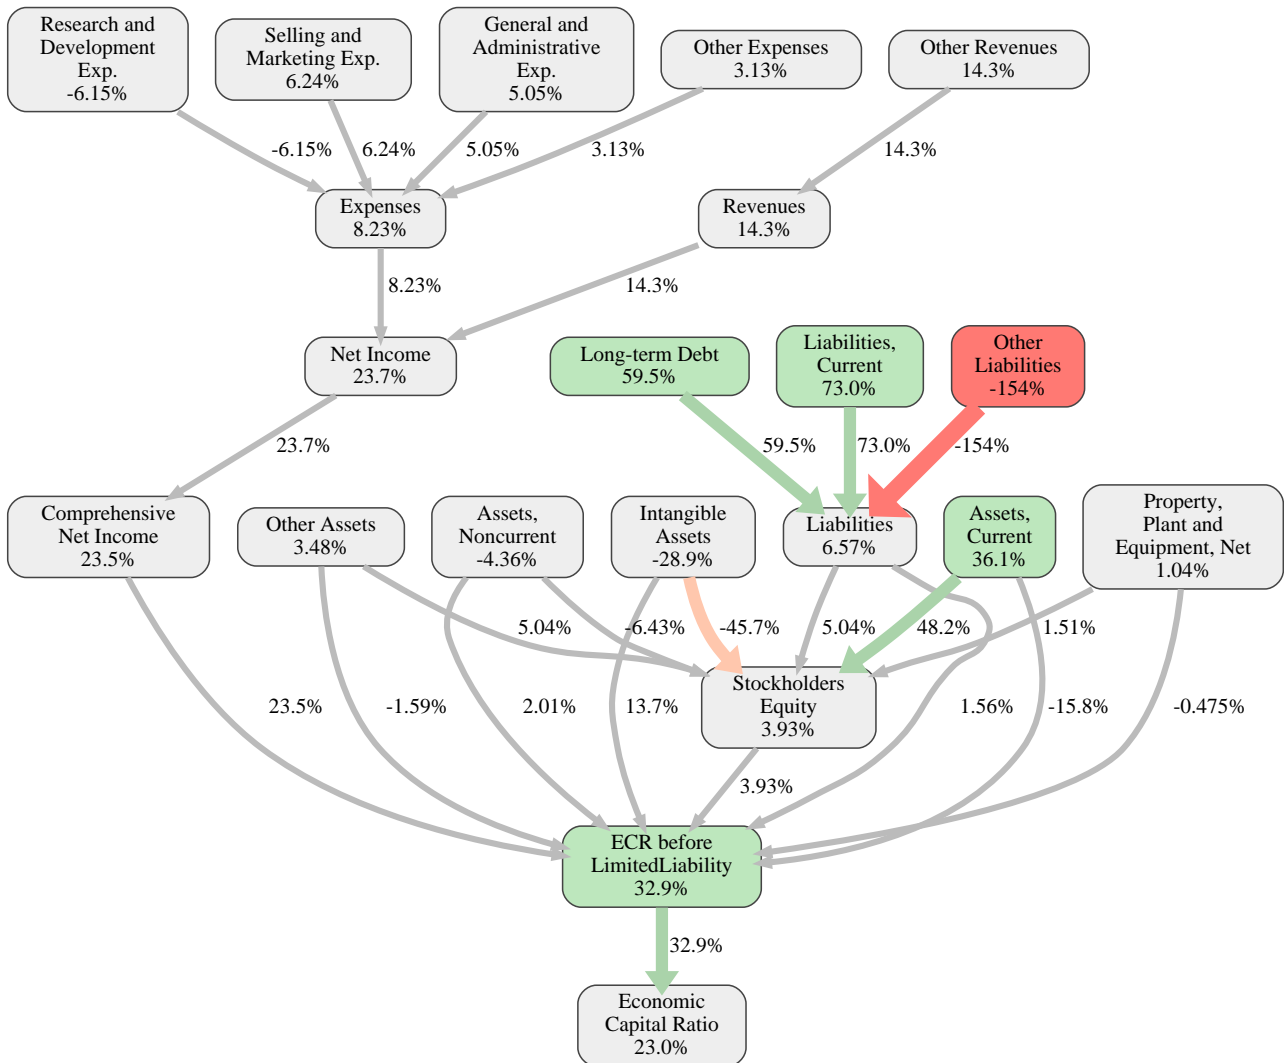 Research and
Development
Exp.
-6.15%
Selling and
Marketing Exp.
6.24%
General and
Administrative
Exp.
5.05%
Other Expenses
3.13%
Other Revenues
14.3%
-6.15%
6.24%
5.05%
3.13%
14.3%
Expenses
8.23%
Revenues
14.3%
8.23%
14.3%
Net Income
23.7%
Long-term Debt
59.5%
Liabilities,
Current
73.0%
Other
Liabilities
-154%
23.7%
59.5%
73.0%
-154%
Comprehensive
Net Income
23.5%
Other Assets
3.48%
Assets,
Noncurrent
-4.36%
Intangible
Assets
-28.9%
Liabilities
6.57%
Assets,
Current
36.1%
Property,
Plant and
Equipment, Net
1.04%
5.04%
-6.43%
-45.7%
5.04%
48.2%
1.51%
Stockholders
Equity
3.93%
23.5%
-1.59%
2.01%
13.7%
1.56%
-15.8%
-0.475%
3.93%
ECR before
LimitedLiability
32.9%
32.9%
Economic
Capital Ratio
23.0%